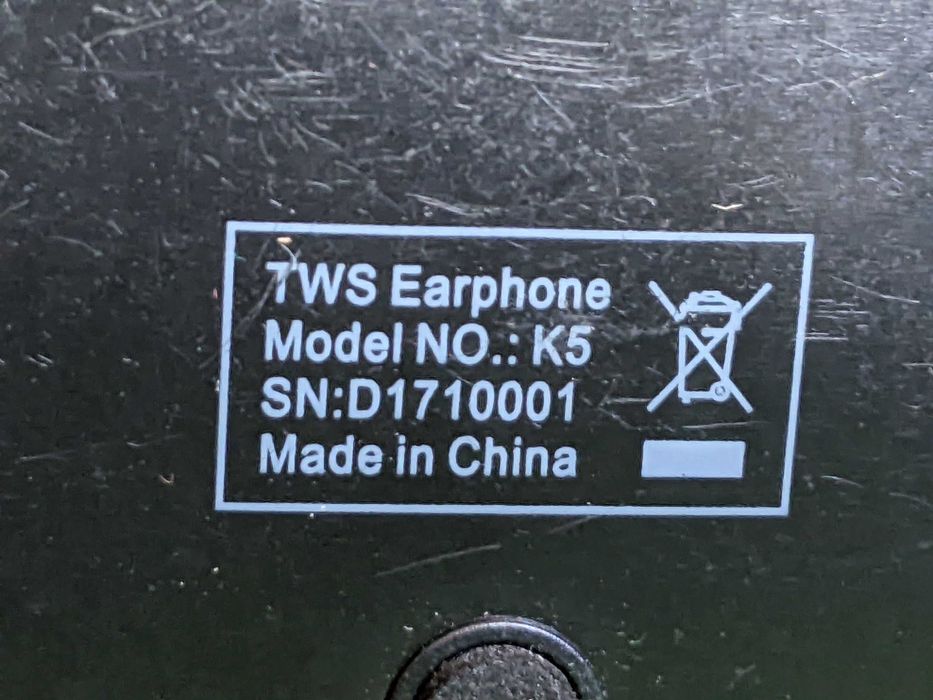 TWS Earphone
Model NO.: K5
SN:D1710001
Made in China